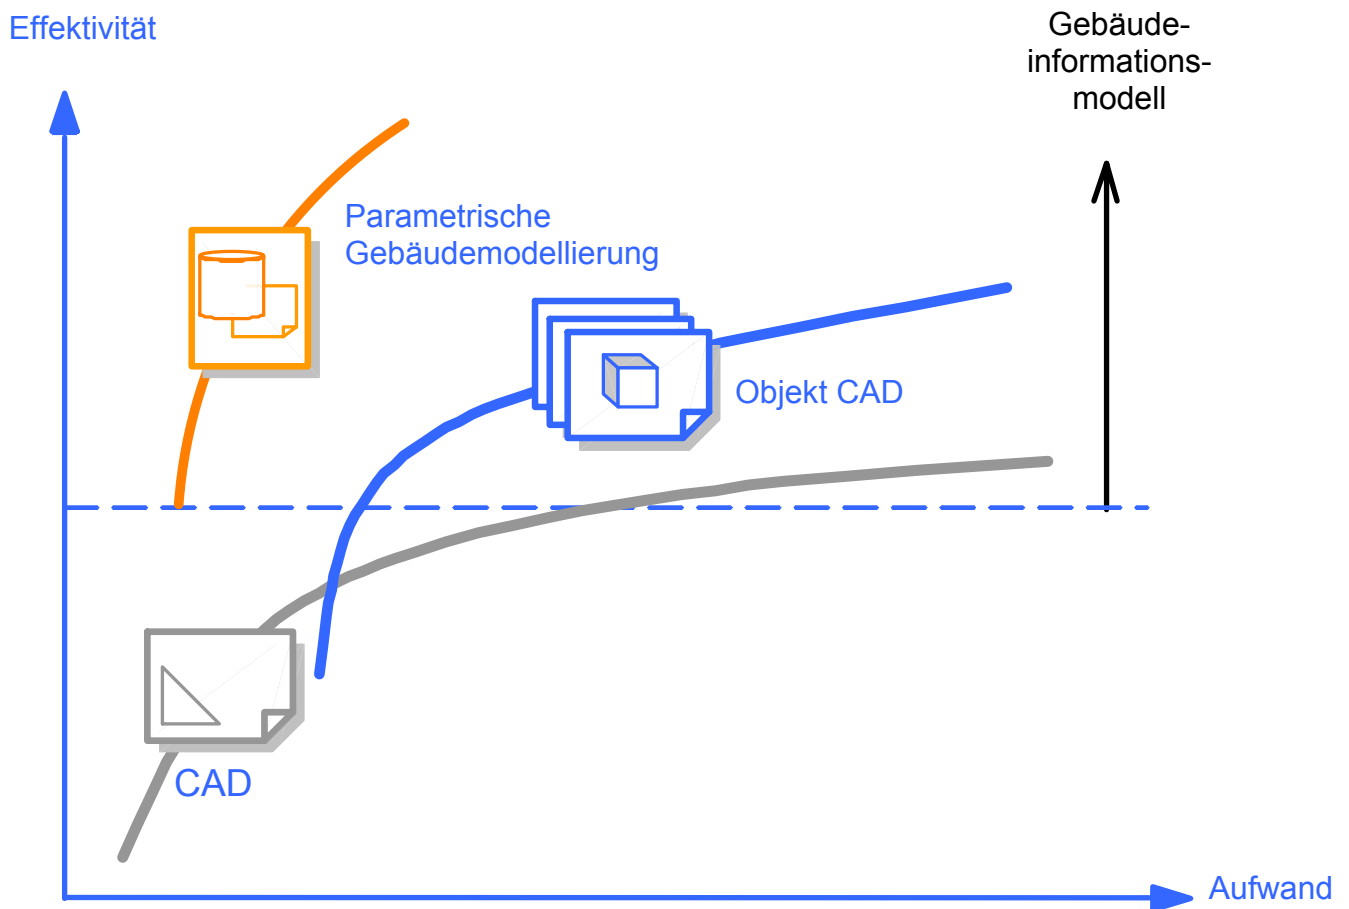 Effektivität
Gebäude-
informations-
modell
Parametrische
Gebäudemodellierung
Objekt CAD
CAD
Aufwand